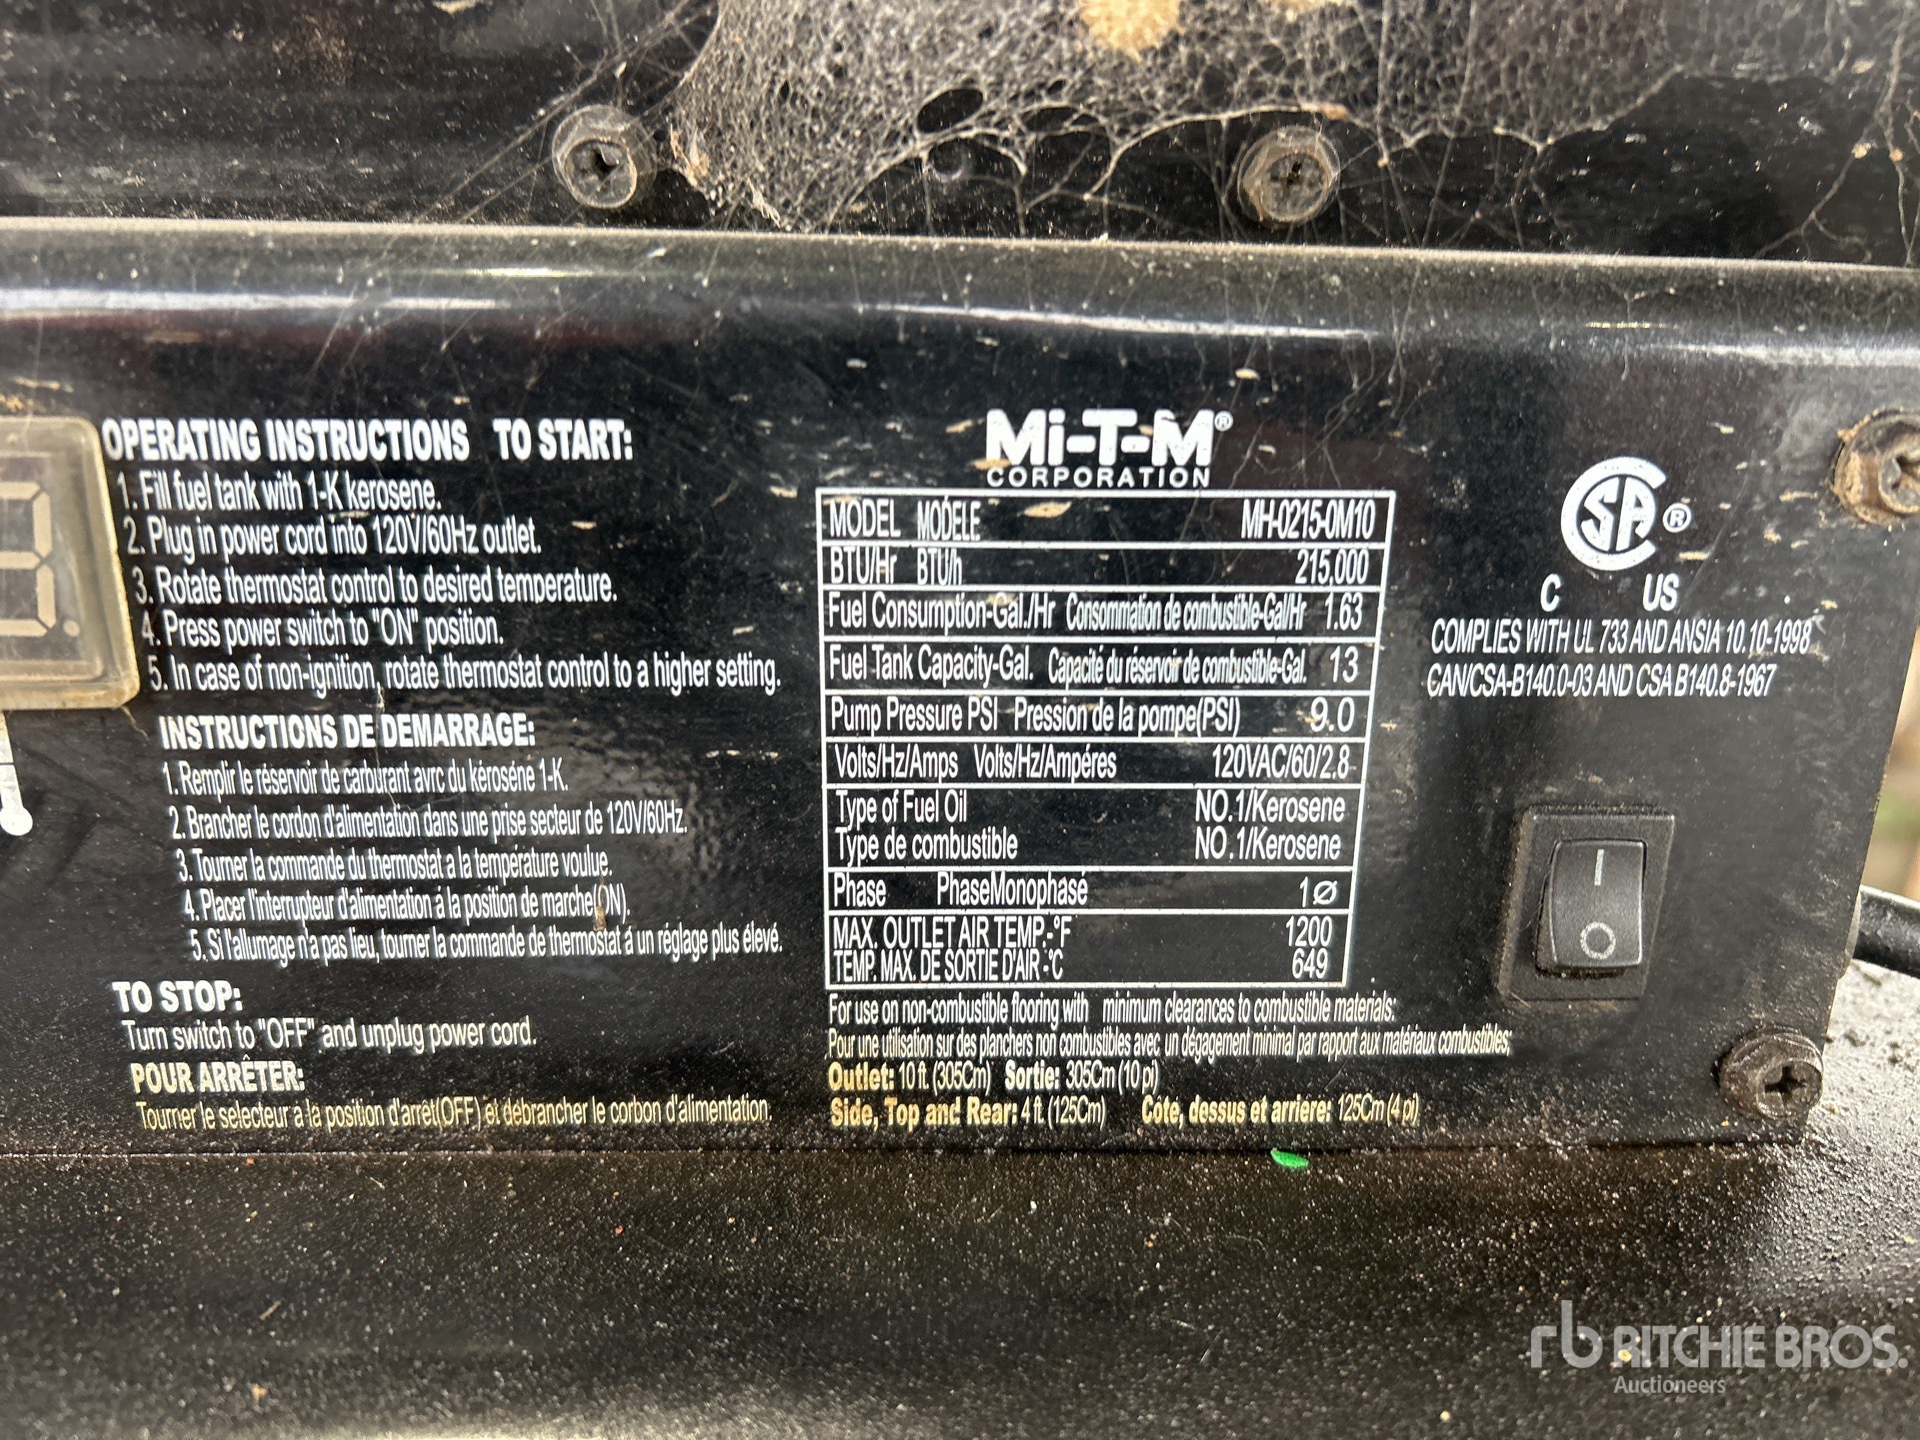 OPERATING INSTRUCTIONS TO START:
1. Fill fuel tank with 1-K kerosene.
2. Plug in power cord into 120V/60Hz outlet.
3. Rotate thermostat control to desired temperature.
4. Press power switch to "ON" position.
5. In case of non-ignition, rotate thermostat control to a higher setting.
INSTRUCTIONS DE DEMARRAGE:
1. Remplir le réservoir de carburant avrc du kéroséne 1-K.
2. Brancher le cordon d'alimentation dans une prise secteur de 120V/60Hz.
3. Tourner la commande du thermostat a la température voulue.
4. Placer l'interrupteur d'alimentation á la position de marche(ON).
5. Si l'allumage n'a pas lieu, tourner la commande de thermostat á un réglage plus élevé.
TO STOP:
Turn switch to "OFF" and unplug power cord.
POUR ARRÊTER:
Tourner le selecteur a la position d'arrêt(OFF) et débrancher le corbon d'alimentation.
Mi-T-M®
CORPORATION
MODEL MODÉLE MH-0215-0M10
BTU/Hr BTU/h 215,000
Fuel Consumption-Gal./Hr Consommation de combustible-Gal/Hr 1.63
Fuel Tank Capacity-Gal. Capacité du réservoir de combustible-Gal. 13
Pump Pressure PSI Pression de la pompe(PSI) 9.0
Volts/Hz/Amps Volts/Hz/Ampéres 120VAC/60/2.8
Type of Fuel Oil NO.1/Kerosene
Type de combustible NO.1/Kerosene
Phase PhaseMonophasé 1Ø
MAX. OUTLET AIR TEMP.-°F 1200
TEMP. MAX. DE SORTIE D'AIR-°C 649
For use on non-combustible flooring with minimum clearances to combustible materials:
Pour une utilisation sur des planchers non combustibles avec un dégagement minimal par rapport aux matériaux combustibles;
Outlet: 10 ft. (305Cm) Sortie: 305Cm (10 pi)
Side, Top and Rear: 4 ft. (125Cm) Côté, dessus et arriére: 125Cm (4 pi)
CSA®
C US
COMPLIES WITH UL 733 AND ANSI A 10.10-1998
CAN/CSA-B140.0-03 AND CSA B140.8-1967
rb RITCHIE BROS.
Auctioneers